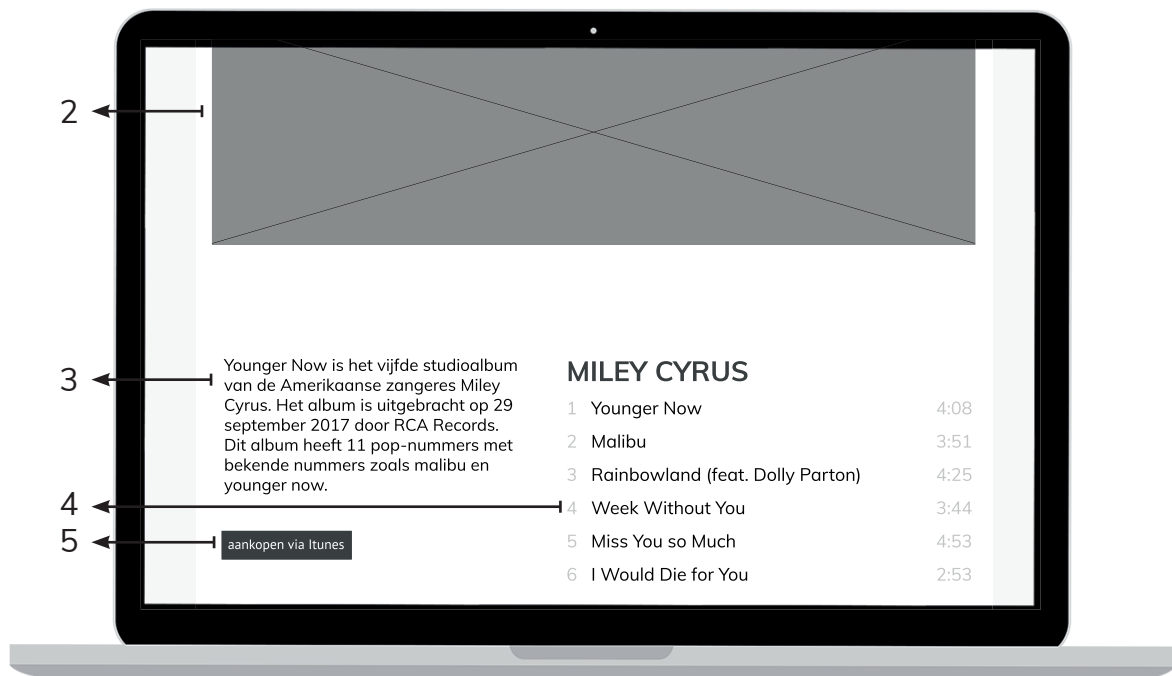 2
3
Younger Now is het vijfde studioalbum
van de Amerikaanse zangeres Miley
Cyrus. Het album is uitgebracht op 29
september 2017 door RCA Records.
Dit album heeft 11 pop-nummers met
bekende nummers zoals malibu en
younger now.
4
5
aankopen via Itunes
MILEY CYRUS
1 Younger Now 4:08
2 Malibu 3:51
3 Rainbowland (feat. Dolly Parton) 4:25
4 Week Without You 3:44
5 Miss You so Much 4:53
6 I Would Die for You 2:53